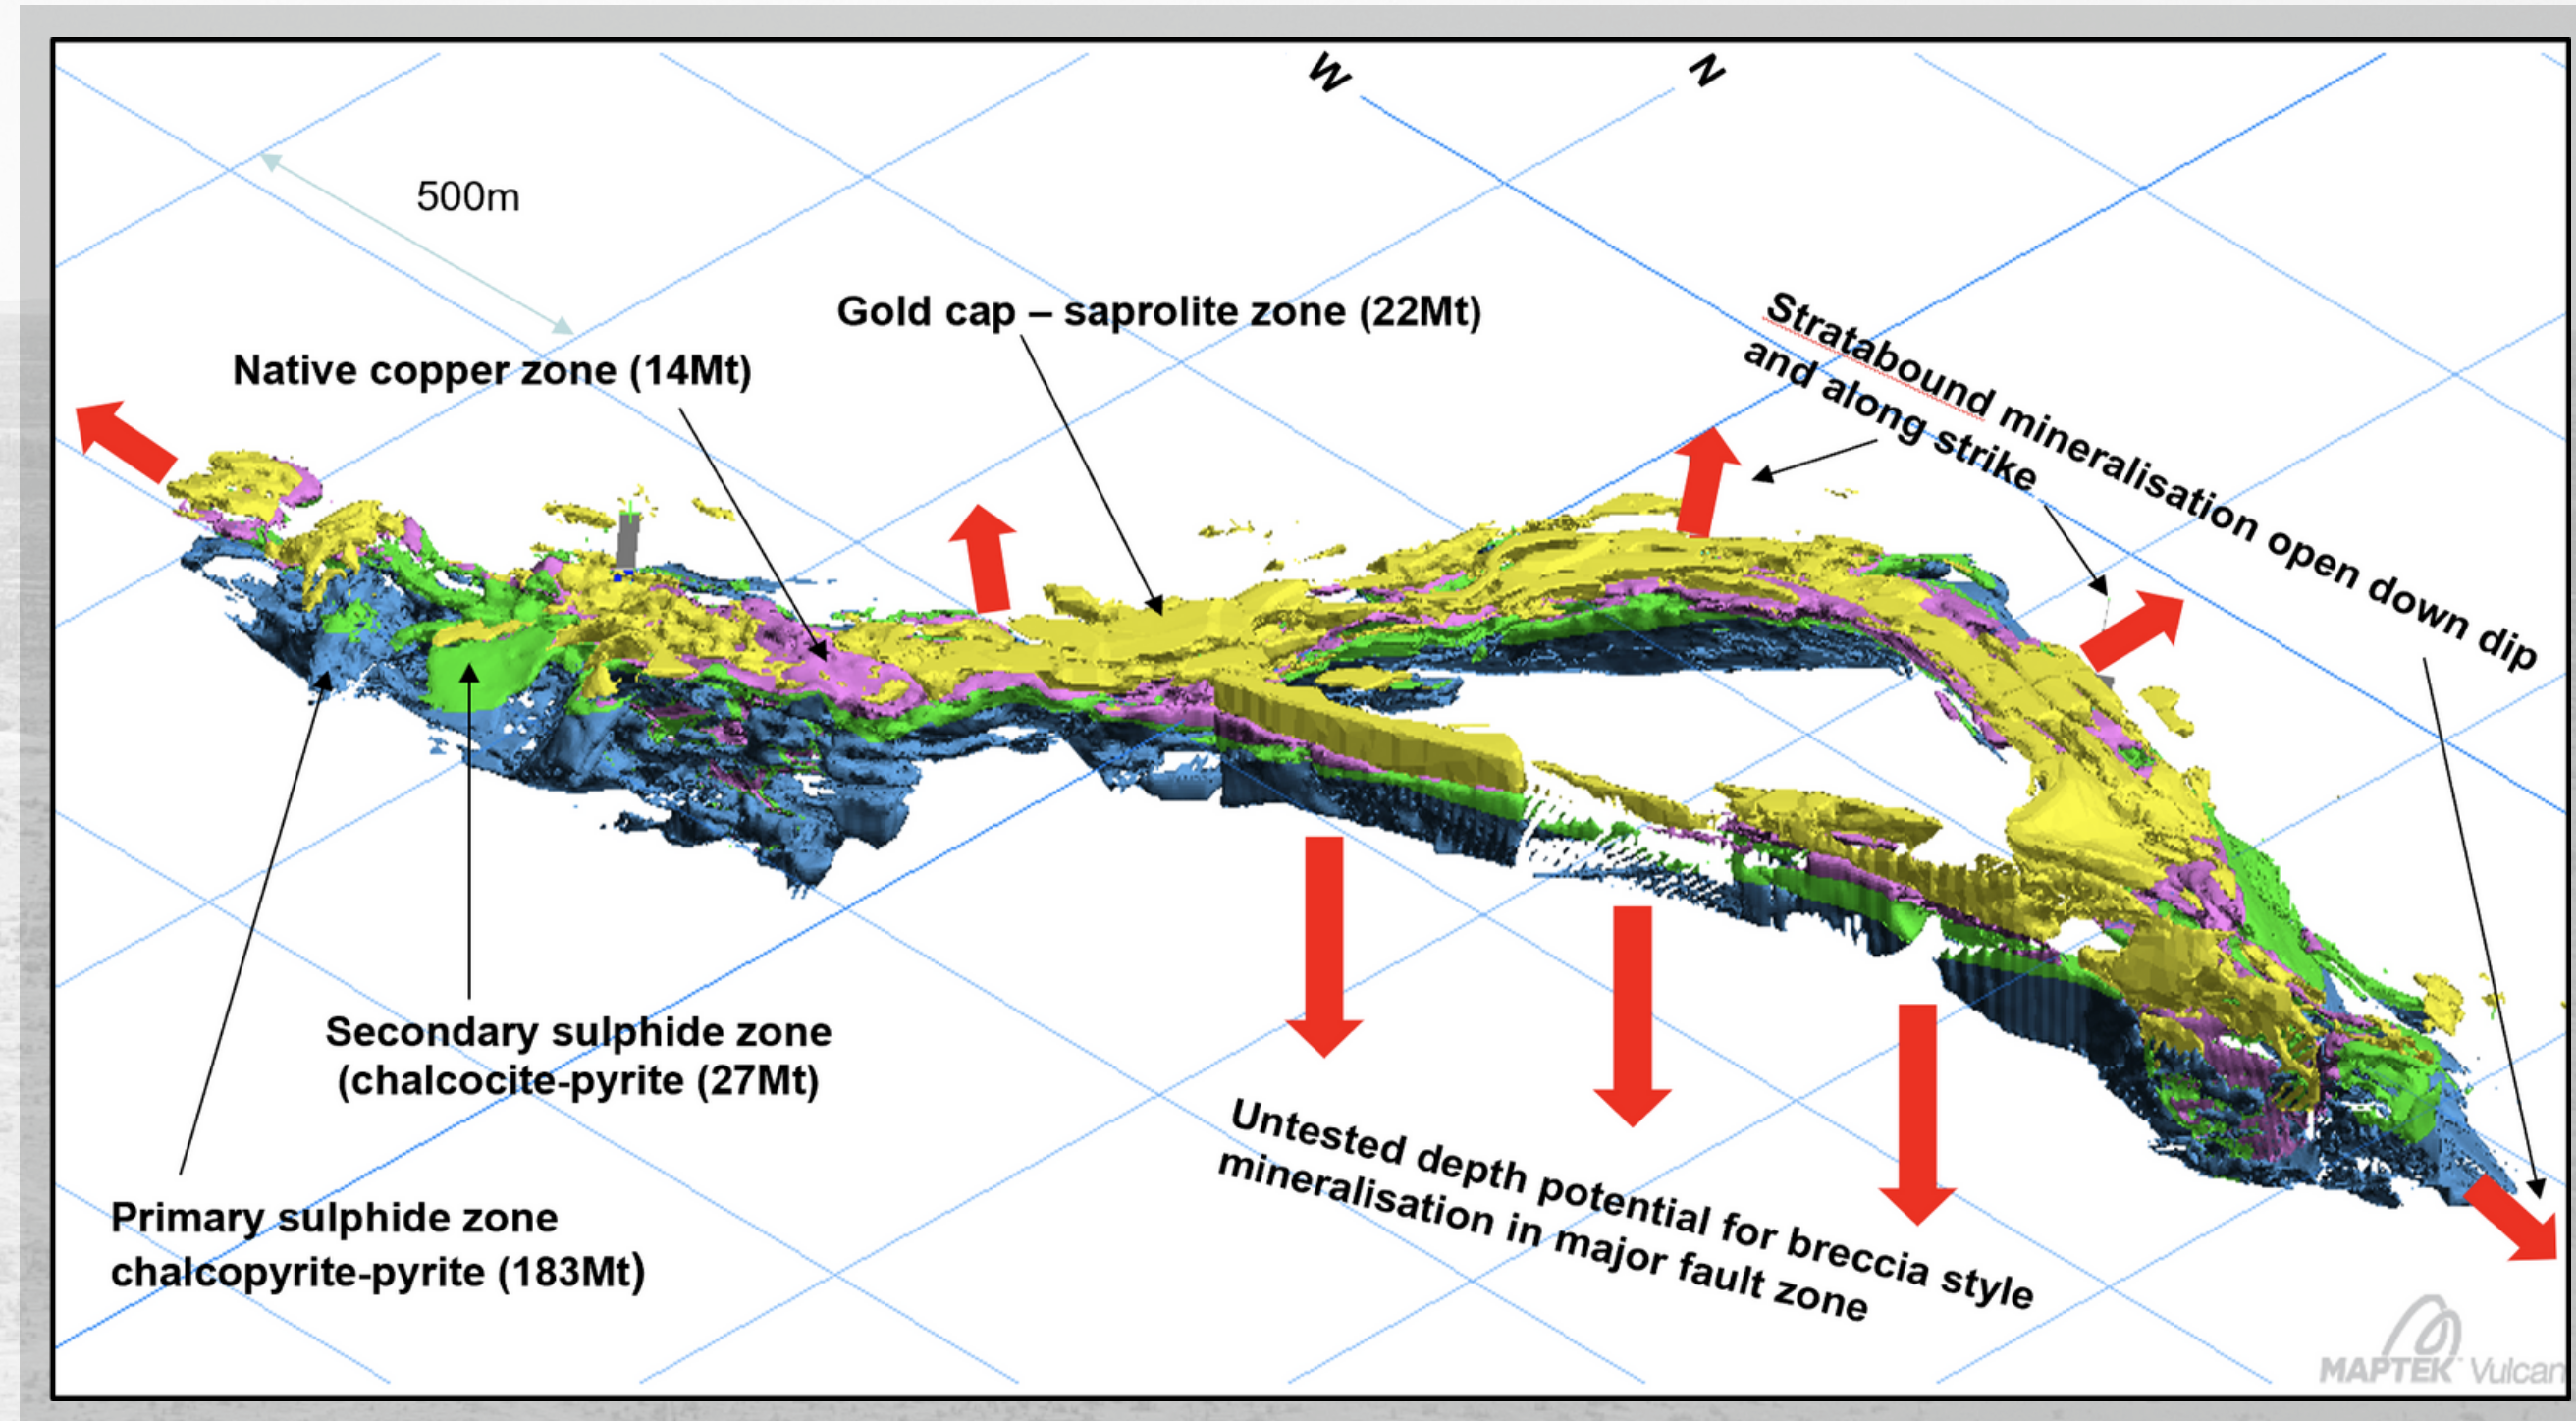 W
N
500m
Gold cap – saprolite zone (22Mt)
Native copper zone (14Mt)
Stratabound mineralisation open down dip
and along strike
Secondary sulphide zone
(chalcocite-pyrite (27Mt)
Primary sulphide zone
chalcopyrite-pyrite (183Mt)
Untested depth potential for breccia style
mineralisation in major fault zone
MAPTEK Vulcan